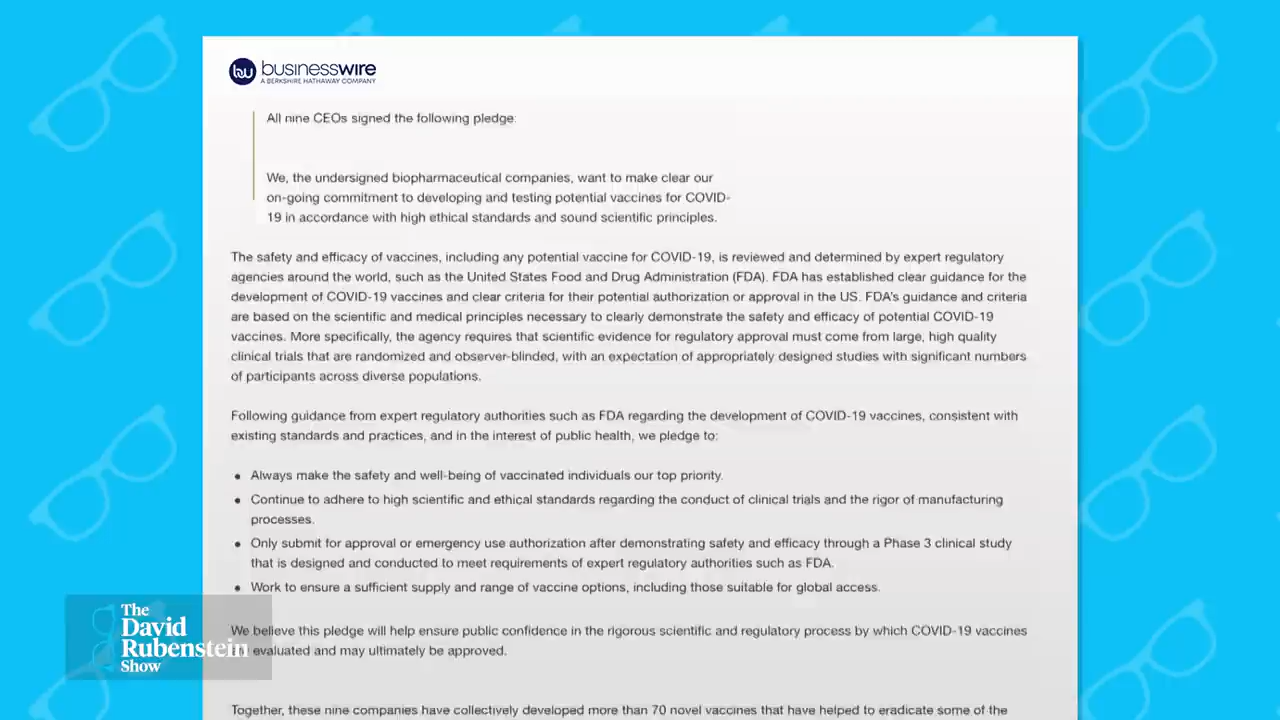 bw businesswire
A BERKSHIRE HATHAWAY COMPANY
All nine CEOs signed the following pledge:
We, the undersigned biopharmaceutical companies, want to make clear our
on-going commitment to developing and testing potential vaccines for COVID-
19 in accordance with high ethical standards and sound scientific principles.
The safety and efficacy of vaccines, including any potential vaccine for COVID-19, is reviewed and determined by expert regulatory
agencies around the world, such as the United States Food and Drug Administration (FDA). FDA has established clear guidance for the
development of COVID-19 vaccines and clear criteria for their potential authorization or approval in the US. FDA's guidance and criteria
are based on the scientific and medical principles necessary to clearly demonstrate the safety and efficacy of potential COVID-19
vaccines. More specifically, the agency requires that scientific evidence for regulatory approval must come from large, high quality
clinical trials that are randomized and observer-blinded, with an expectation of appropriately designed studies with significant numbers
of participants across diverse populations.
Following guidance from expert regulatory authorities such as FDA regarding the development of COVID-19 vaccines, consistent with
existing standards and practices, and in the interest of public health, we pledge to:
• Always make the safety and well-being of vaccinated individuals our top priority.
• Continue to adhere to high scientific and ethical standards regarding the conduct of clinical trials and the rigor of manufacturing
processes.
• Only submit for approval or emergency use authorization after demonstrating safety and efficacy through a Phase 3 clinical study
that is designed and conducted to meet requirements of expert regulatory authorities such as FDA.
• Work to ensure a sufficient supply and range of vaccine options, including those suitable for global access.
We believe this pledge will help ensure public confidence in the rigorous scientific and regulatory process by which COVID-19 vaccines
evaluated and may ultimately be approved.
Together, these nine companies have collectively developed more than 70 novel vaccines that have helped to eradicate some of the
The
David
Rubenstein
Show